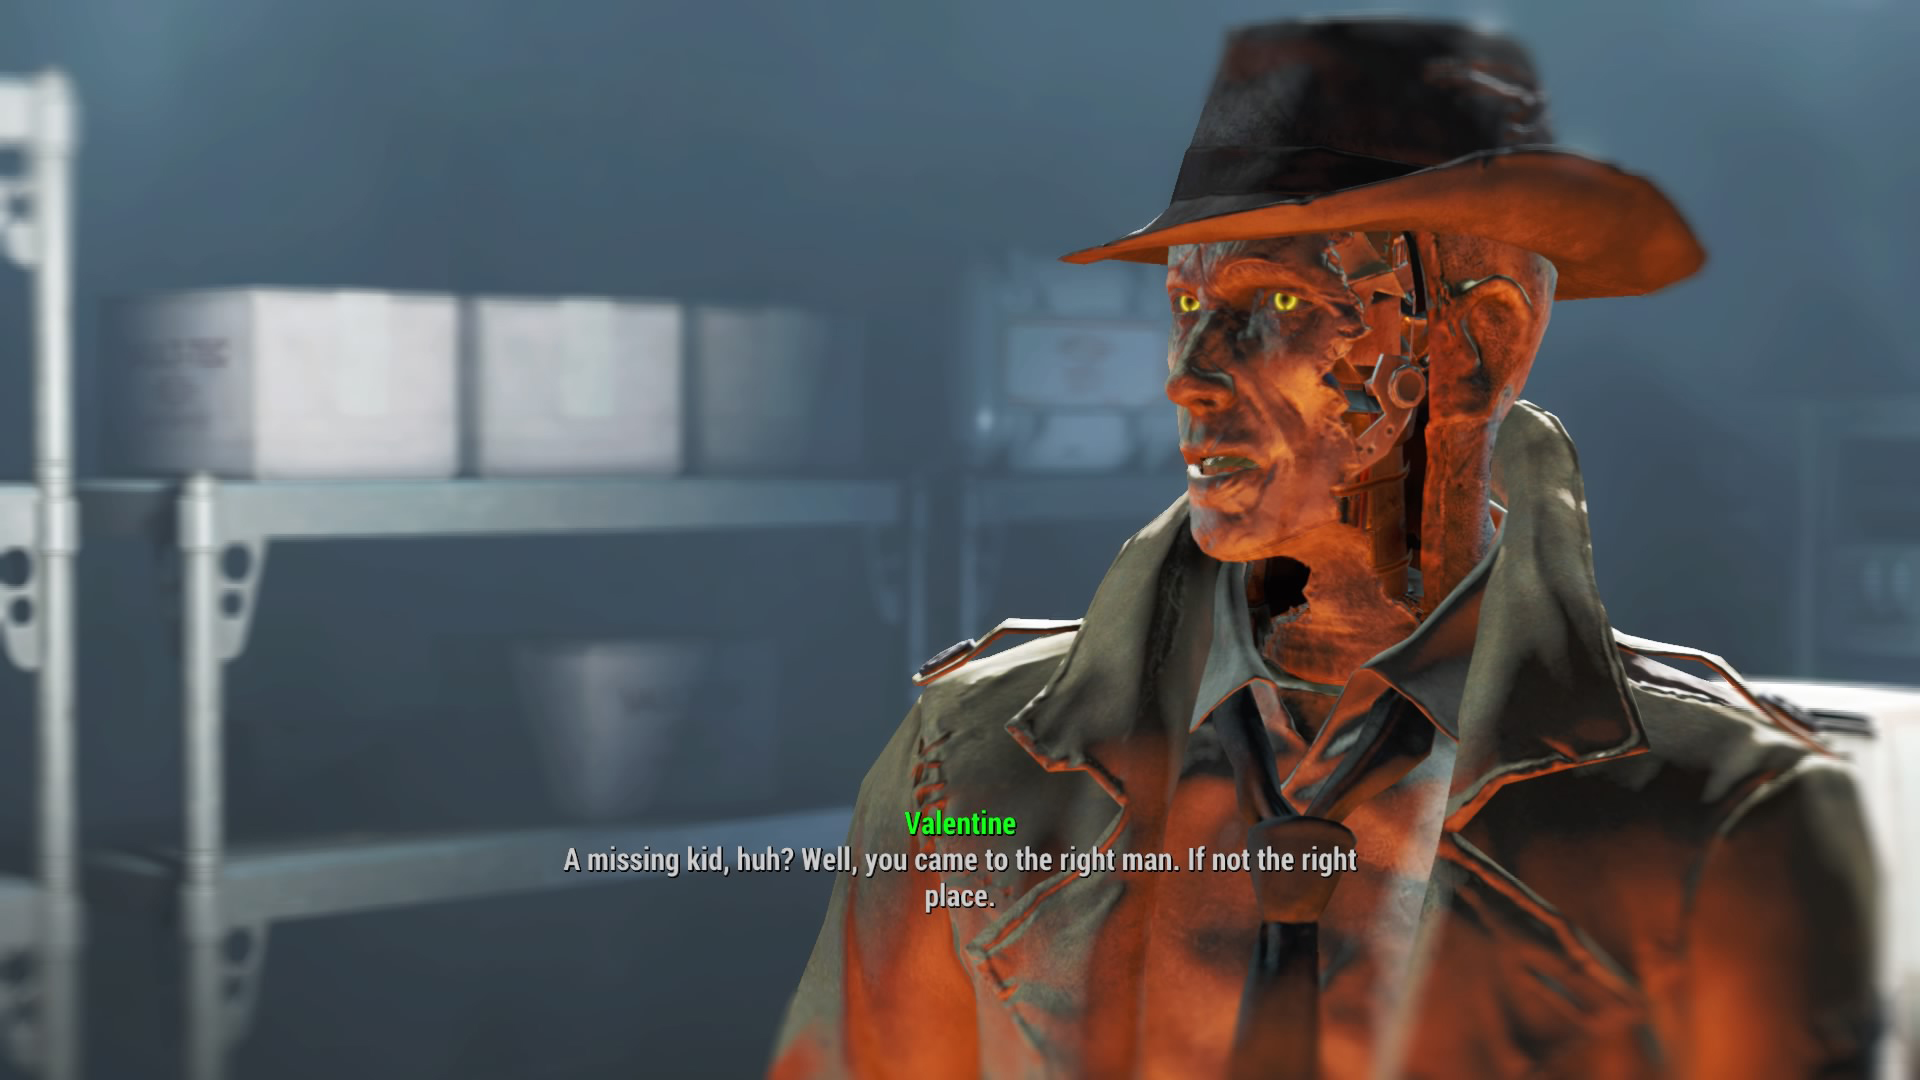 Valentine
A missing kid, huh? Well, you came to the right man. If not the right
place.